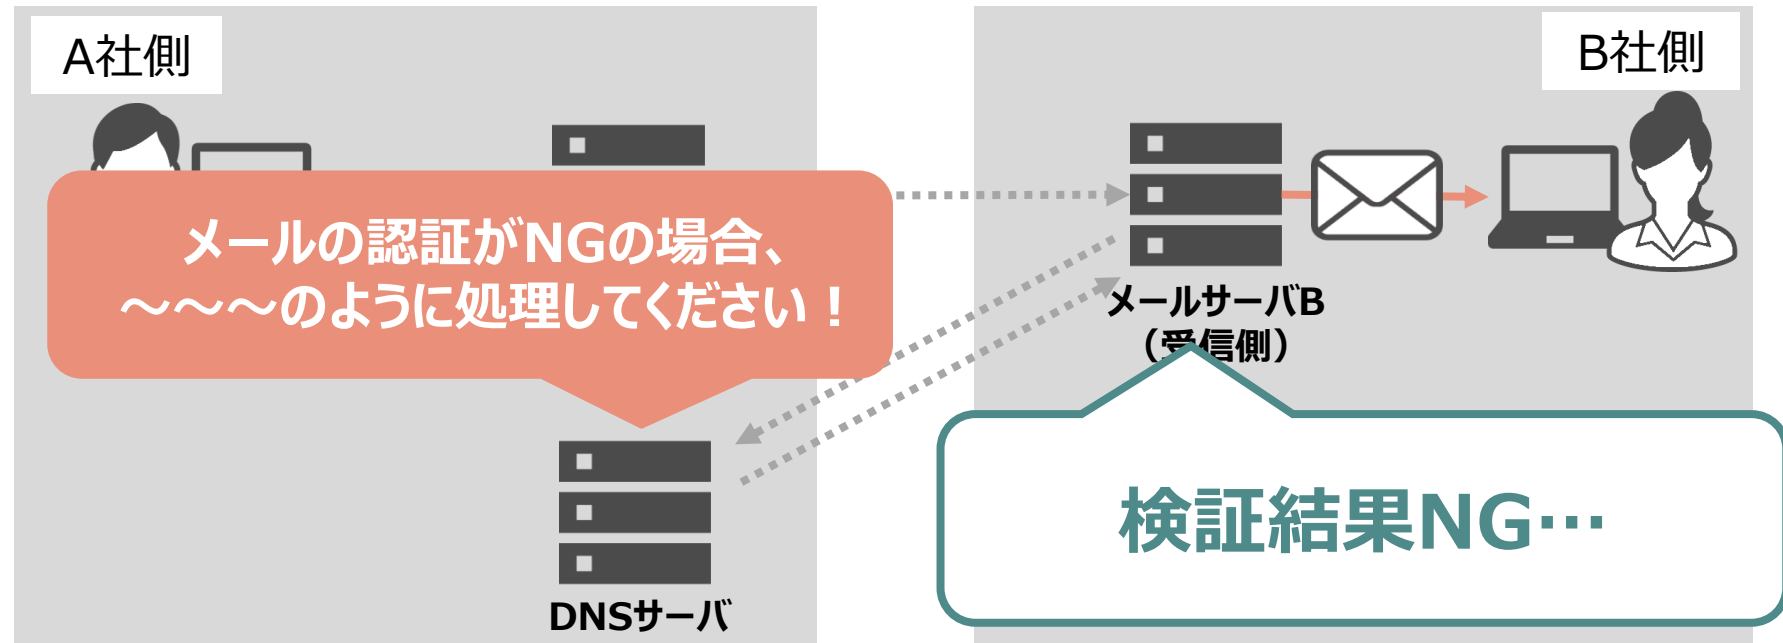 A社側
B社側
メールの認証がNGの場合、
～～～のように処理してください！
メールサーバB
（受信側）
検証結果NG…
DNSサーバ